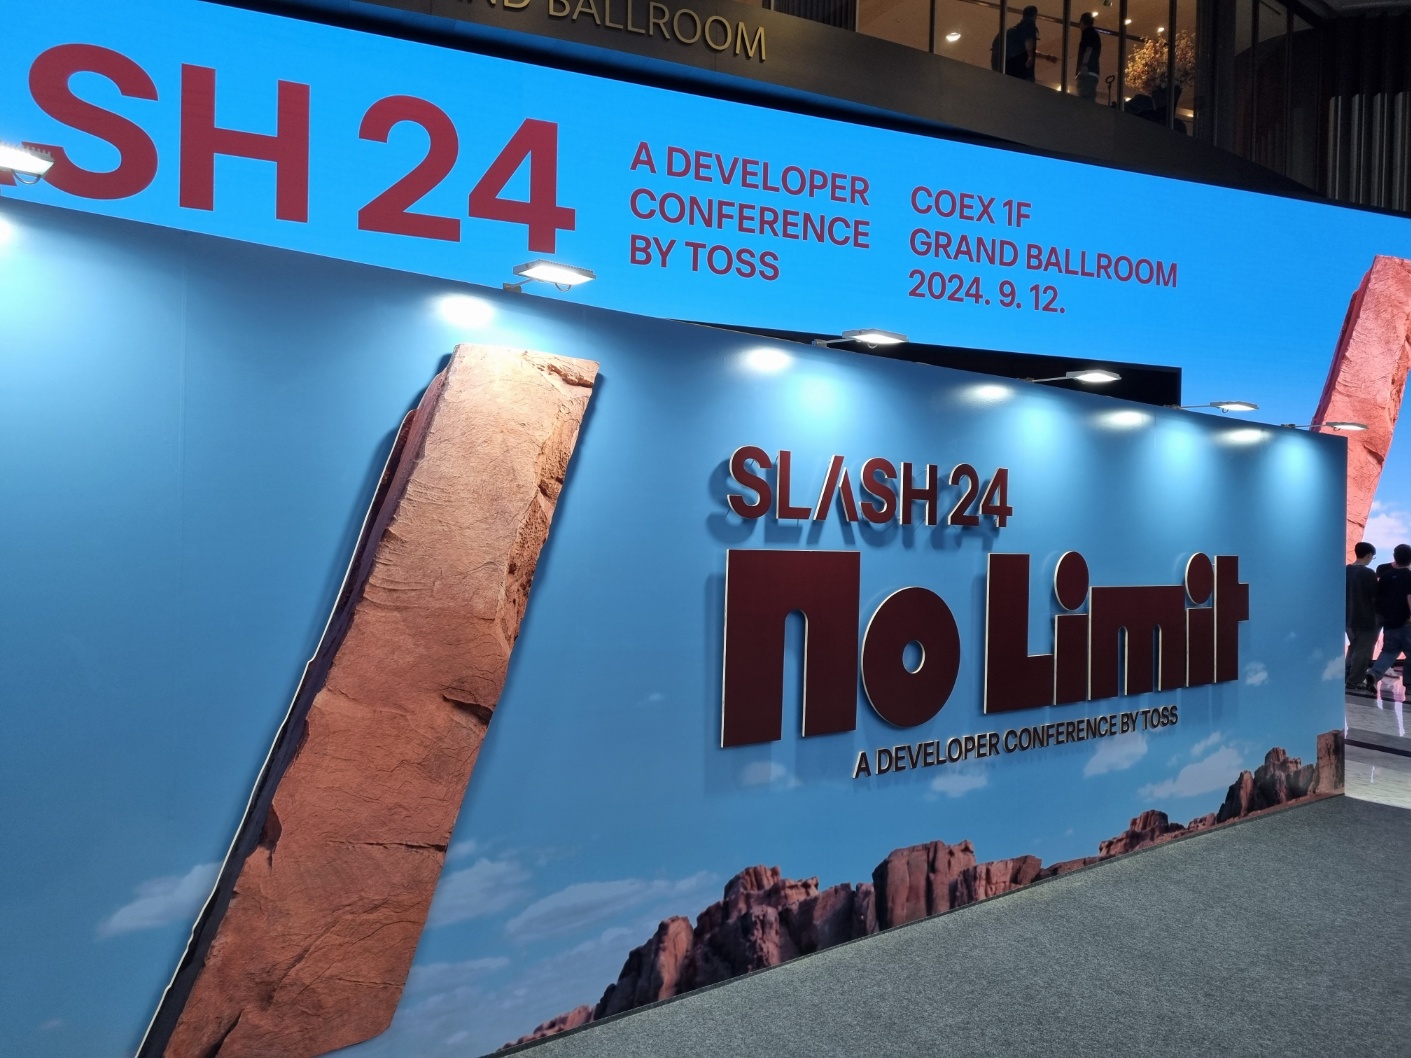 BALLROOM
SH 24
A DEVELOPER
CONFERENCE
BY TOSS
COEX 1F
GRAND BALLROOM
2024. 9. 12.
SLASH 24
no Limit
A DEVELOPER CONFERENCE BY TOSS